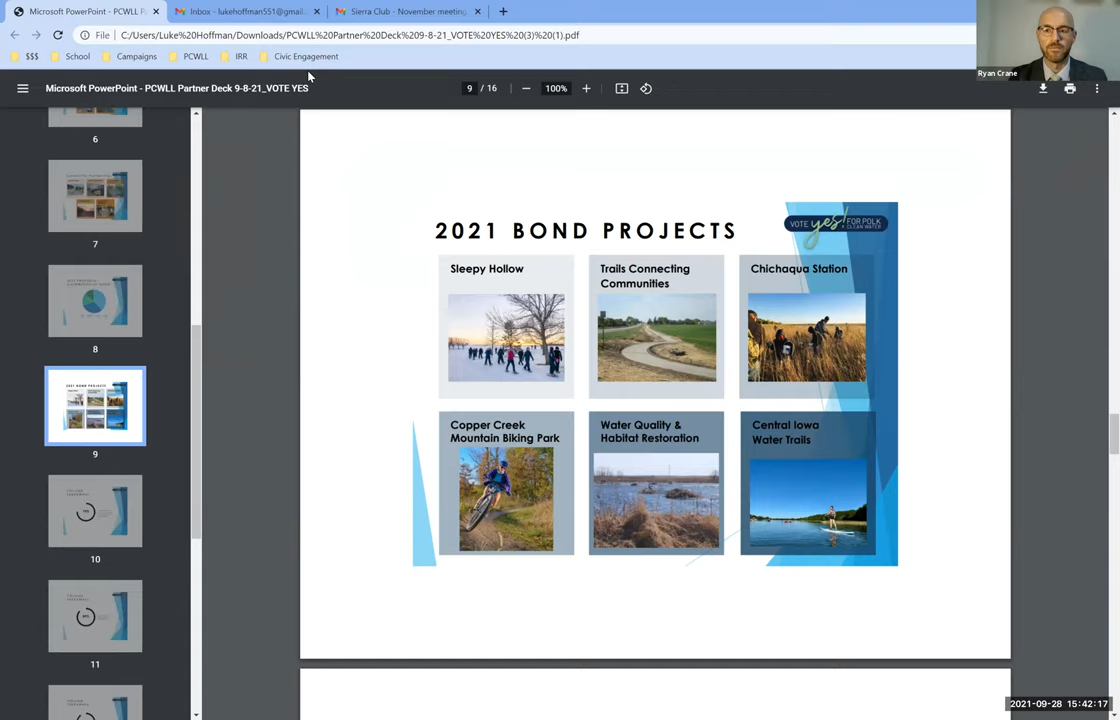 Microsoft PowerPoint - PCWLL P
Inbox - lukehoffman551@gmail.
Sierra Club - November meeting
File
C:/Users/Luke%20Hoffman/Downloads/PCWLL%20Partner%20Deck%209-8-21_VOTE YES%20(3)%20(1).pdf
$$$
School
Campaigns
PCWLL
IRR
Civic Engagement
Ryan Crane
Microsoft PowerPoint - PCWLL Partner Deck 9-8-21_VOTE YES
9 / 16
100%
6
7
8
9
10
11
2021 BOND PROJECTS
VOTE yes! FOR POLK
CLEAN WATER
Sleepy Hollow
Trails Connecting
Communities
Chichaqua Station
Copper Creek
Mountain Biking Park
Water Quality &
Habitat Restoration
Central Iowa
Water Trails
2021-09-28 15:42:17